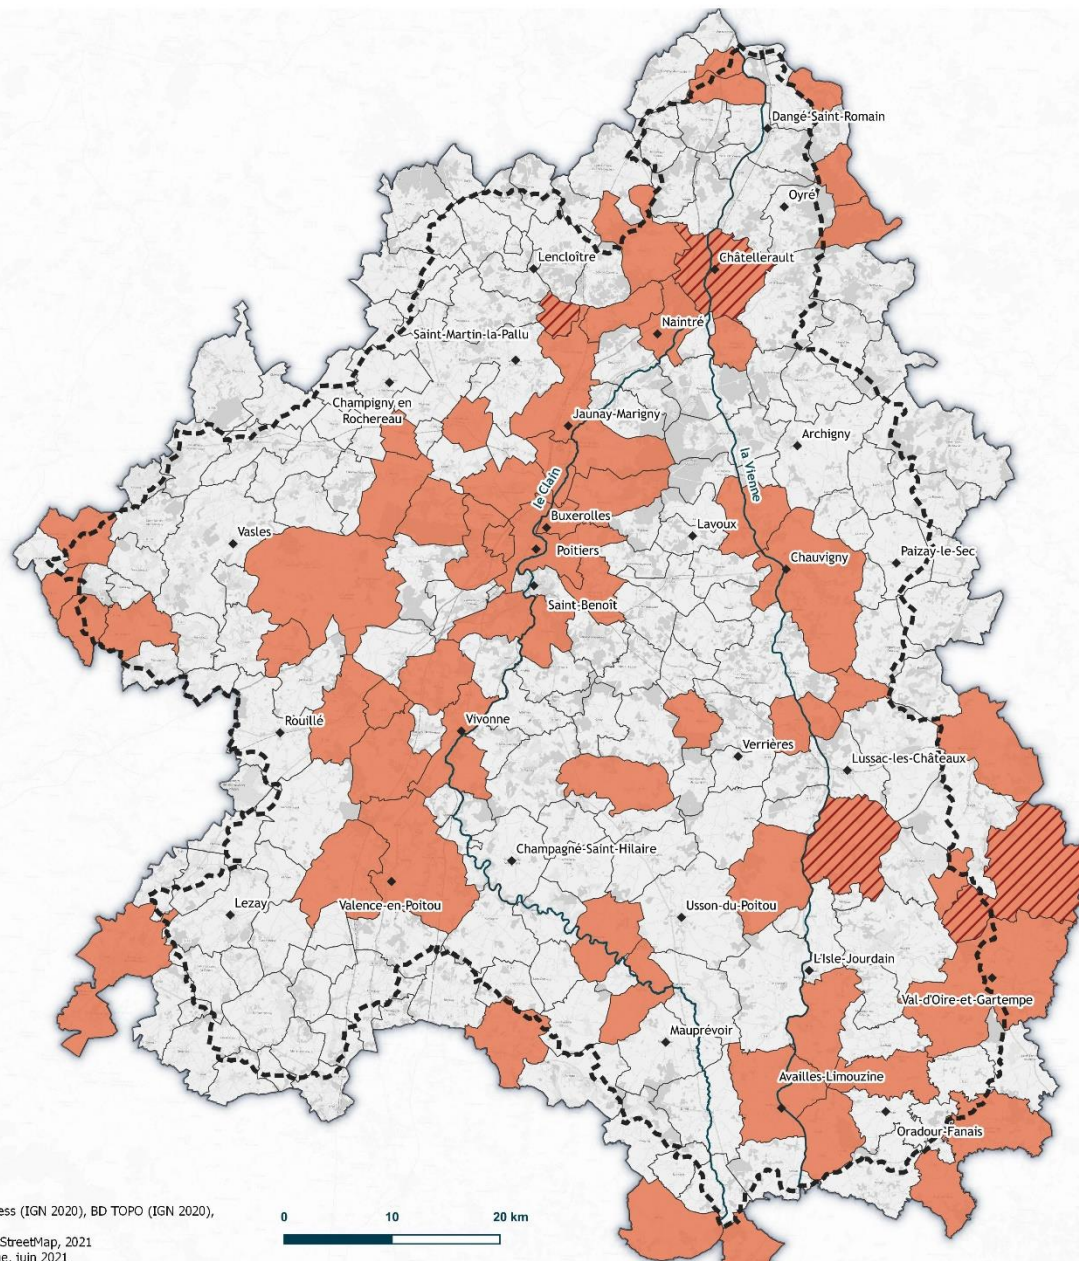 Dangé-Saint-Romain
Oyré
Lencloître
Châtellerault
Naintré
Saint-Martin-la-Pallu
Champigny en
Rochereau
Jaunay-Marigny
Archigny
le Clain
la Vienne
Buxerolles
Lavoux
Vasles
Poitiers
Chauvigny
Paizay-le-Sec
Saint-Benoît
Rouillé
Vivonne
Verrières
Lussac-les-Châteaux
Champagné-Saint-Hilaire
Lezay
Valence-en-Poitou
Usson-du-Poitou
L'Isle-Jourdain
Val-d'Oire-et-Gartempe
Mauprévoir
Availles-Limouzine
Oradour-Fanais
ess (IGN 2020), BD TOPO (IGN 2020),
StreetMap, 2021
ue, juin 2021
0 10 20 km